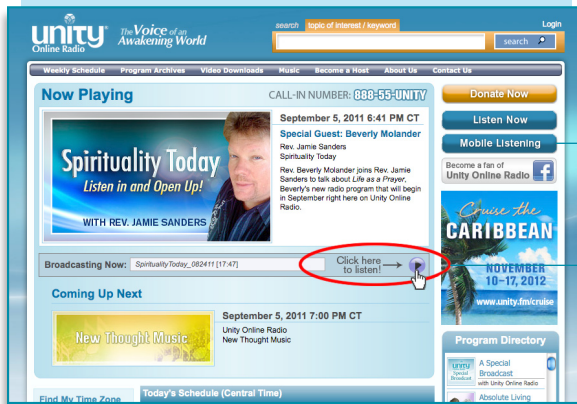 unity
Online Radio
The Voice of an
Awakening World
search topic of interest / keyword
Login
search
Weekly Schedule Program Archives Video Downloads Music Become a Host About Us Contact Us
Now Playing
CALL-IN NUMBER: 888-55-UNITY
Spirituality Today
Listen in and Open Up!
WITH REV. JAMIE SANDERS
September 5, 2011 6:41 PM CT
Special Guest: Beverly Molander
Rev. Jamie Sanders
Spirituality Today
Rev. Beverly Molander joins Rev. Jamie
Sanders to talk about Life as a Prayer,
Beverly's new radio program that will begin
in September right here on Unity Online
Radio.
Broadcasting Now: SpiritualityToday_082411 [17:47]
Click here
to listen!
Coming Up Next
New Thought Music
September 5, 2011 7:00 PM CT
Unity Online Radio
New Thought Music
Find My Time Zone
Today's Schedule (Central Time)
Donate Now
Listen Now
Mobile Listening
Become a fan of
Unity Online Radio
f
Cruise the
CARIBBEAN
NOVEMBER
10-17, 2012
www.unity.fm/cruise
Program Directory
unity
Special
Broadcast
A Special
Broadcast
with Unity Online Radio
Absolute Living